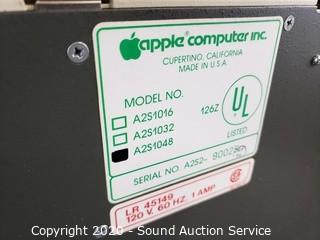 apple computer inc.
CUPERTINO, CALIFORNIA
MADE IN U.S.A.
MODEL NO.
A2S1016
A2S1032
A2S1048
126Z
UL
LISTED
SERIAL NO. A2S2-
LR 45149
120 V. 60 HZ. 1 AMP
Copyright 2020 - Sound Auction Service